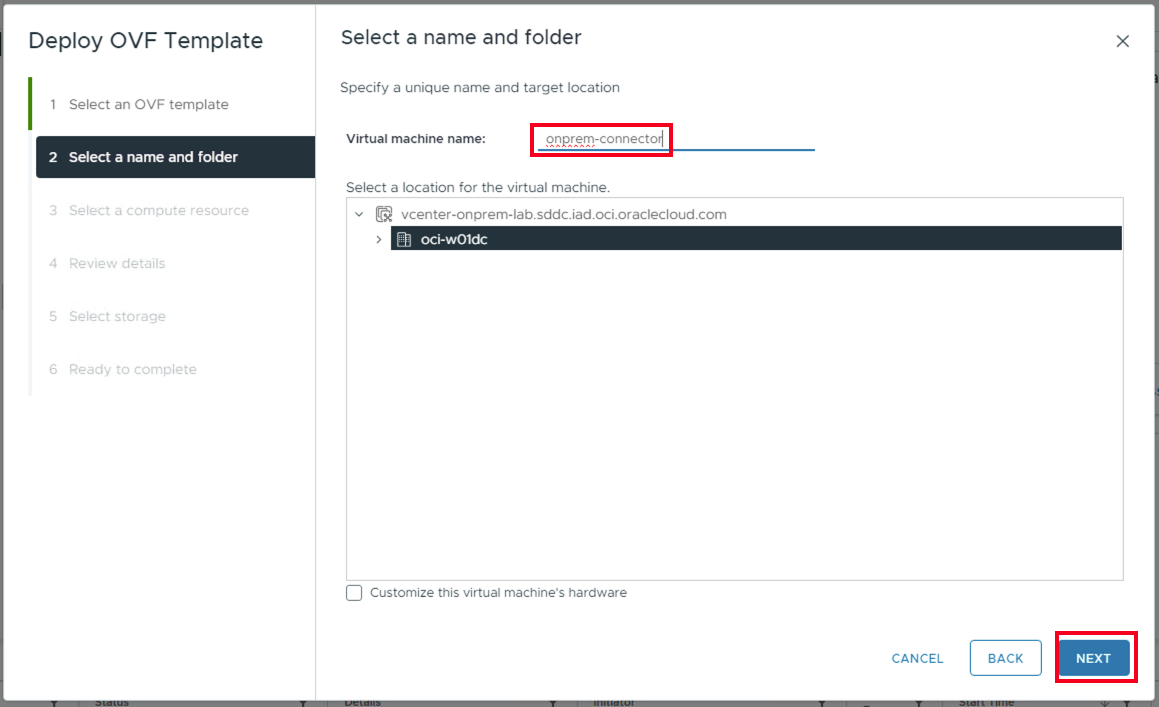 Deploy OVF Template
1 Select an OVF template
2 Select a name and folder
3 Select a compute resource
4 Review details
5 Select storage
6 Ready to complete
Select a name and folder
Specify a unique name and target location
Virtual machine name: onprem-connector
Select a location for the virtual machine.
vcenter-onprem-lab.sddc.iad.oci.oraclecloud.com
oci-w01dc
Customize this virtual machine's hardware
CANCEL BACK NEXT
Status Details Initiator Start Time